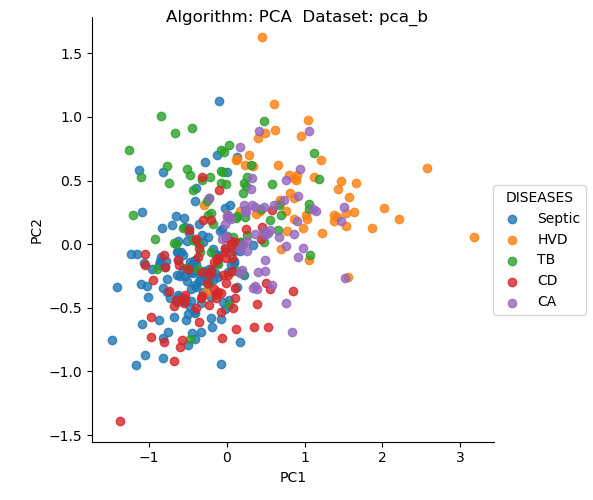 Algorithm: PCA  Dataset: pca_b
1.5
1.0
0.5
0.0
−0.5
−1.0
−1.5
PC2
−1
0
1
2
3
PC1
DISEASES
Septic
HVD
TB
CD
CA